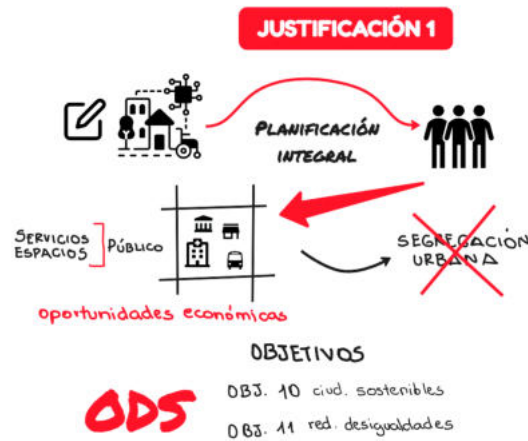 JUSTIFICACIÓN 1
PLANIFICACIÓN
INTEGRAL
SERVICIOS
ESPACIOS
PÚBLICO
SEGREGACIÓN
URBANA
oportunidades económicas
OBJETIVOS
ODS
OBJ. 10 ciud. sostenibles
OBJ. 11 red. desigualdades